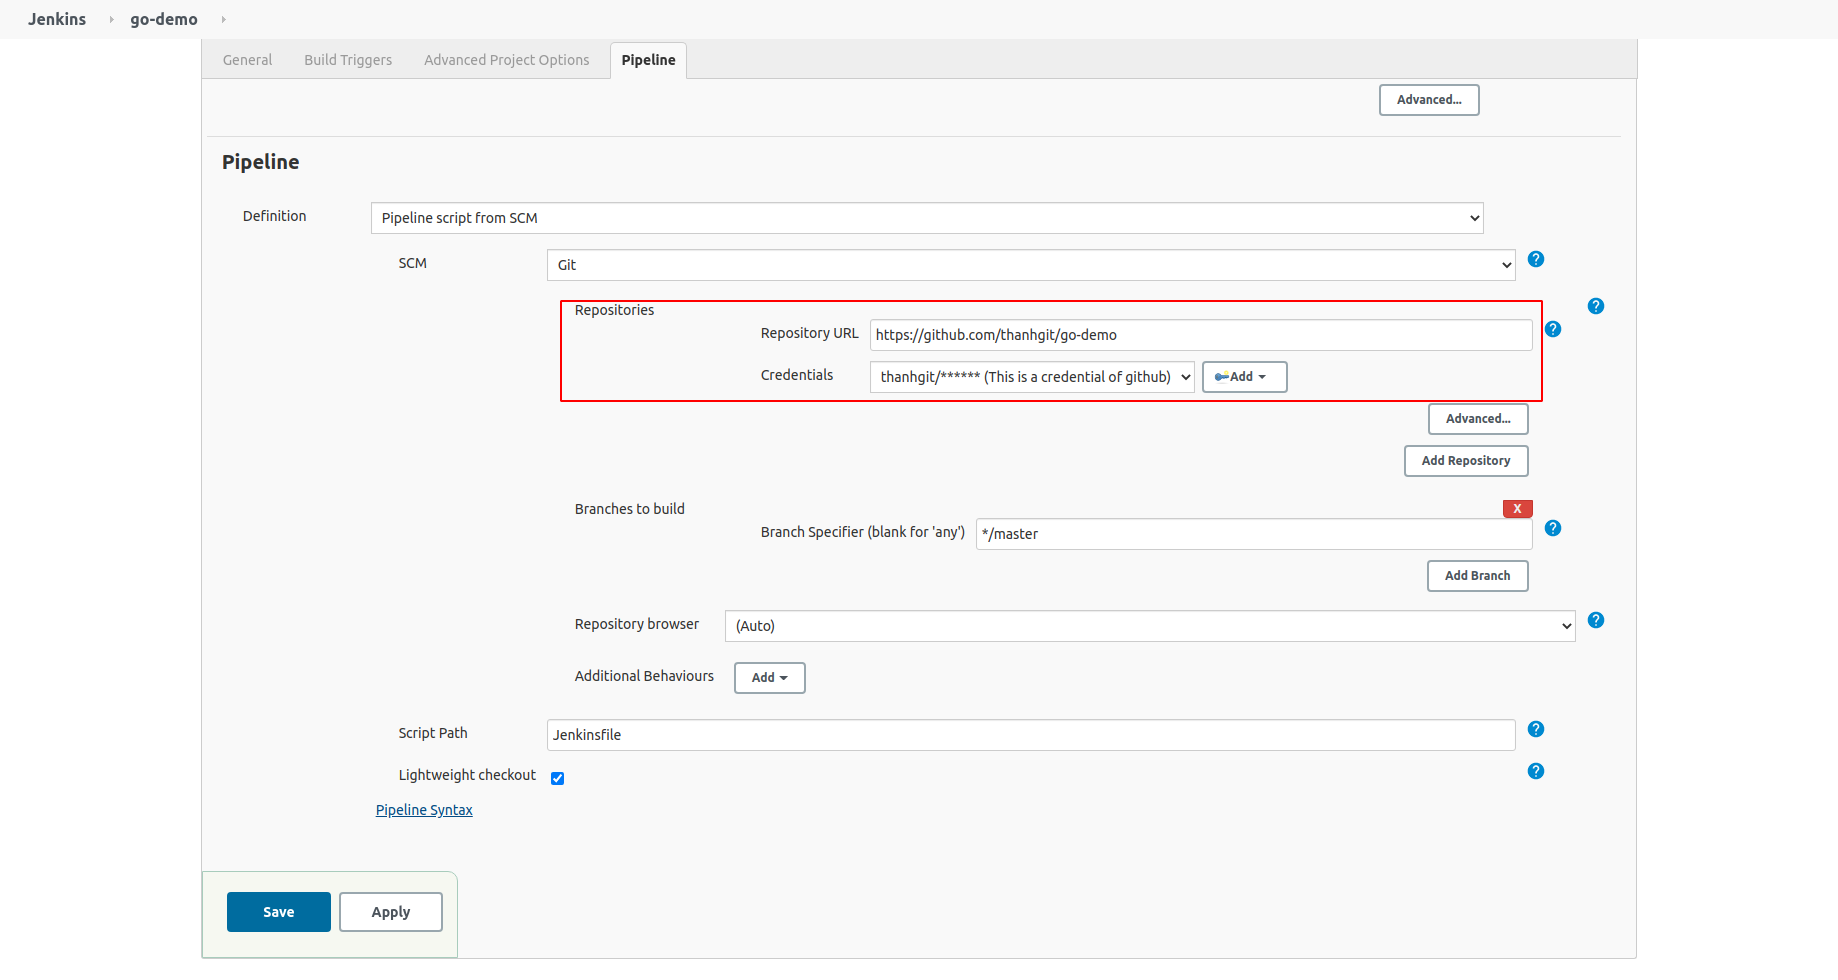 Jenkins go-demo
General Build Triggers Advanced Project Options Pipeline
Advanced...
Pipeline
Definition Pipeline script from SCM
SCM Git ?
Repositories ?
Repository URL https://github.com/thanhgit/go-demo ?
Credentials thanhgit/****** (This is a credential of github) Add
Advanced...
Add Repository
Branches to build X
Branch Specifier (blank for 'any') */master ?
Add Branch
Repository browser (Auto) ?
Additional Behaviours Add
Script Path Jenkinsfile ?
Lightweight checkout ?
Pipeline Syntax
Save Apply